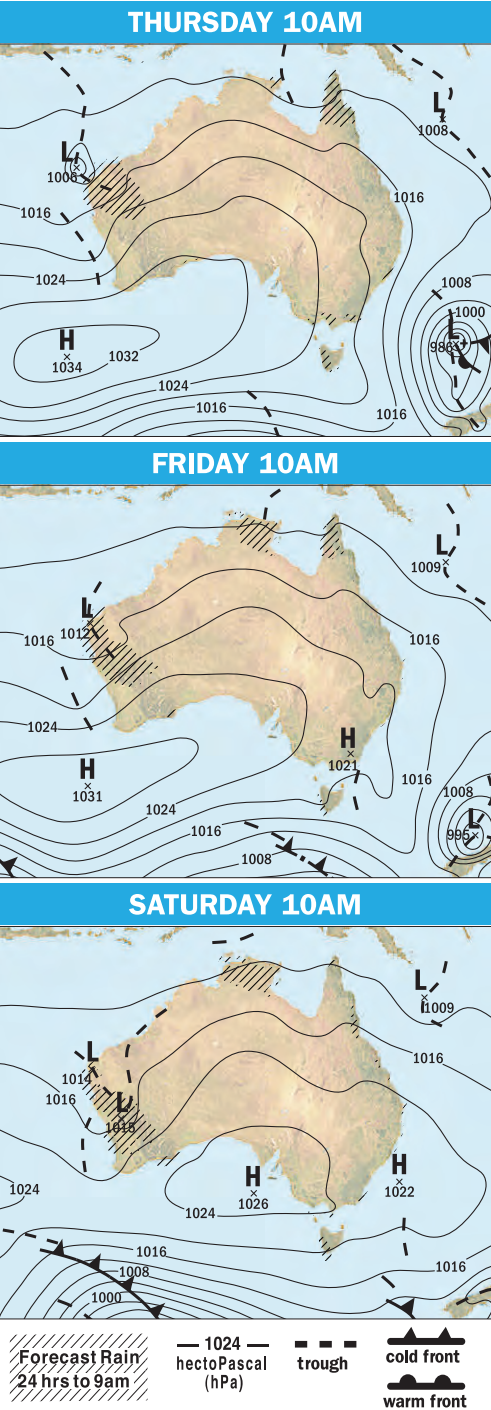 THURSDAY 10AM
L
1008
L
1006
1016
1016
1024
1008
1000
L
986
H
1034
1032
1024
1016
1016
FRIDAY 10AM
L
1009
L
1012
1016
1016
1024
H
1021
H
1031
1016
1008
1024
L
995
1016
1008
SATURDAY 10AM
L
1009
L
1014
1016
1016
L
1015
H
1026
H
1022
1024
1024
1016
1016
1008
1000
Forecast Rain
24 hrs to 9am
1024
hectoPascal
(hPa)
trough
cold front
warm front